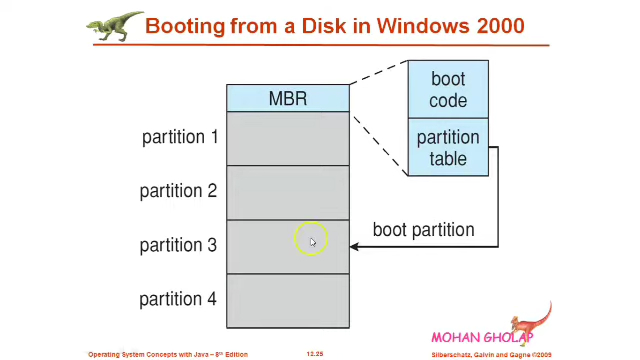 Booting from a Disk in Windows 2000
MBR
boot
code
partition
table
partition 1
partition 2
boot partition
partition 3
partition 4
MOHAN GHOLAP
Operating System Concepts with Java – 8th Edition
12.25
Silberschatz, Galvin and Gagne ©2009